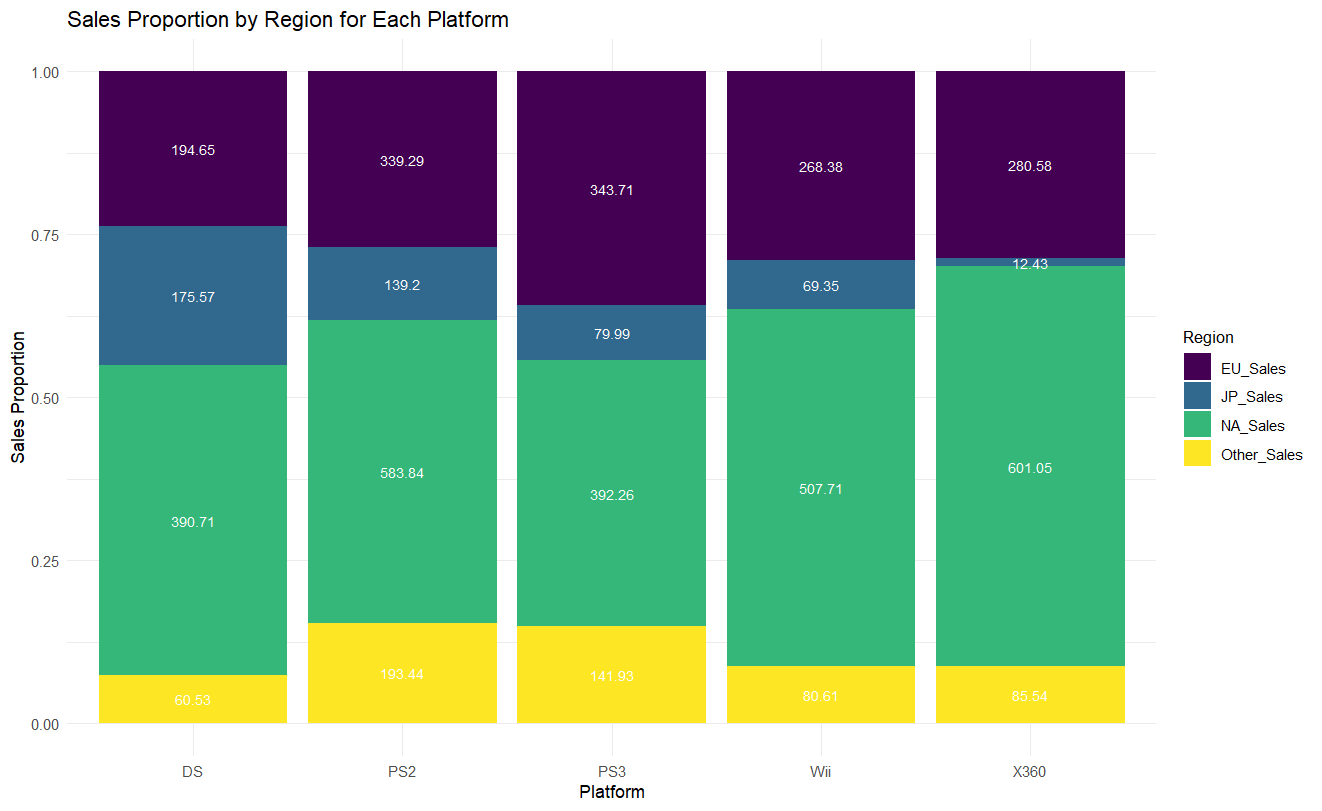 Sales Proportion by Region for Each Platform
1.00
0.75
0.50
0.25
0.00
Sales Proportion
194.65
175.57
390.71
60.53
339.29
139.2
583.84
193.44
343.71
79.99
392.26
141.93
268.38
69.35
507.71
80.61
280.58
12.43
601.05
85.54
DS
PS2
PS3
Wii
X360
Platform
Region
EU_Sales
JP_Sales
NA_Sales
Other_Sales